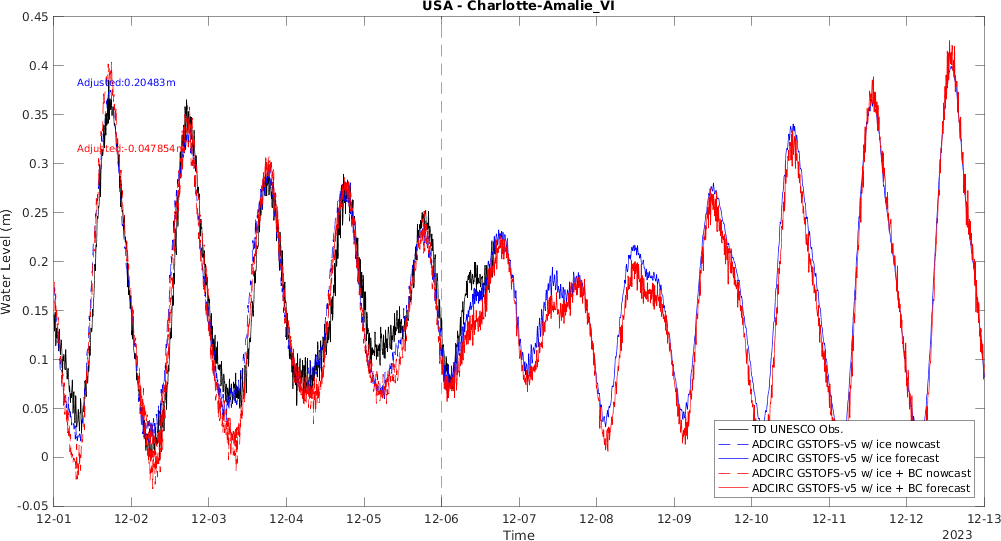 USA - Charlotte-Amalie_VI
0.45
0.4
0.35
0.3
0.25
0.2
0.15
0.1
0.05
0
-0.05
Water Level (m)
Adjusted:0.20483m
Adjusted:-0.047854m
TD UNESCO Obs.
ADCIRC GSTOFS-v5 w/ ice nowcast
ADCIRC GSTOFS-v5 w/ ice forecast
ADCIRC GSTOFS-v5 w/ ice + BC nowcast
ADCIRC GSTOFS-v5 w/ ice + BC forecast
12-01 12-02 12-03 12-04 12-05 12-06 12-07 12-08 12-09 12-10 12-11 12-12 12-13
Time
2023